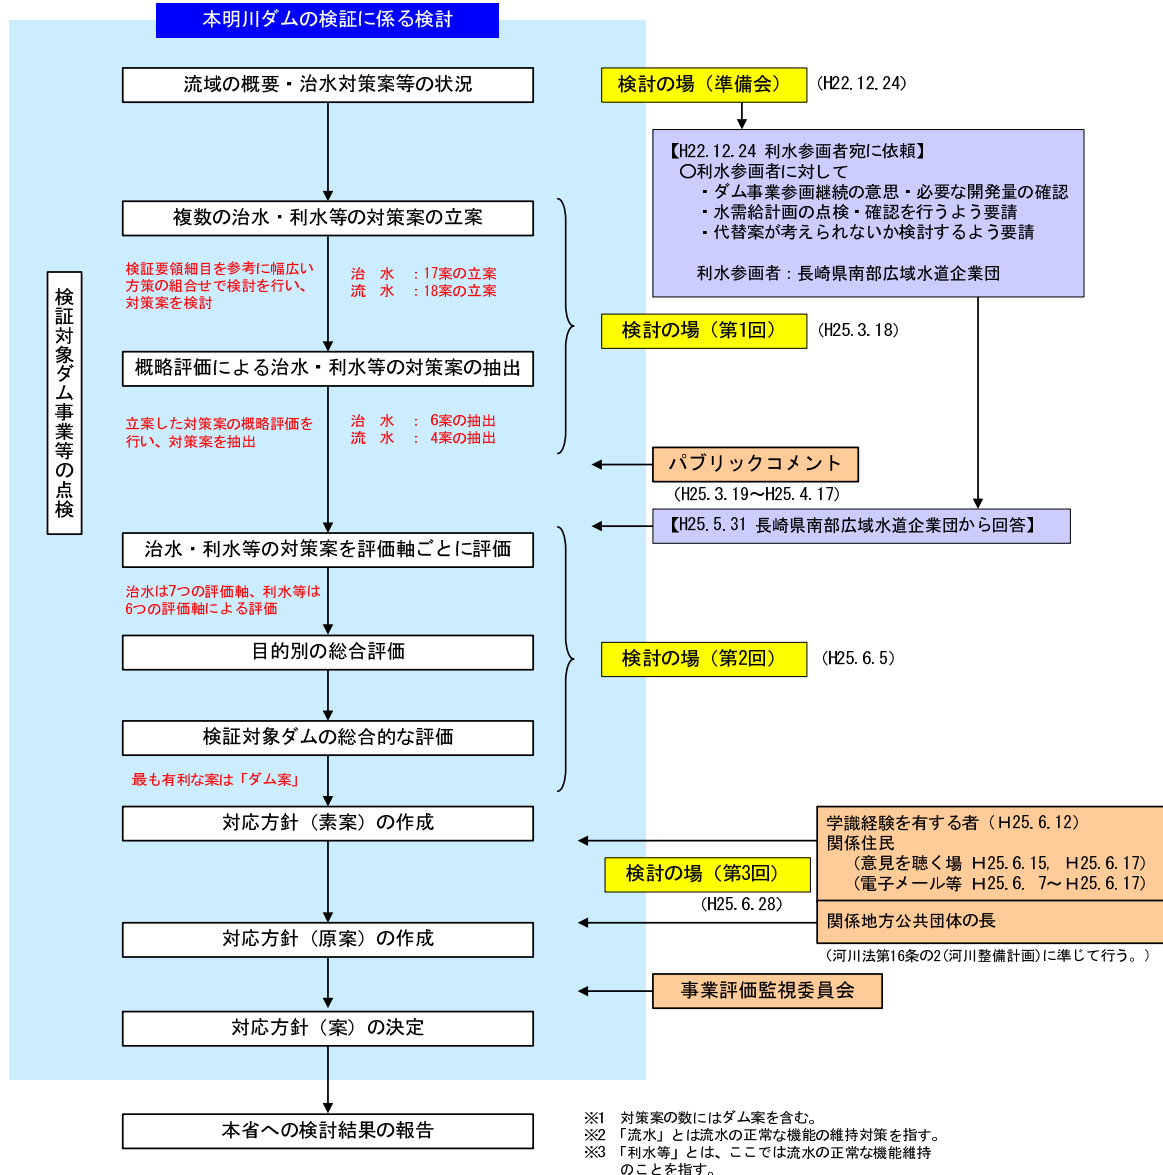 本明川ダムの検証に係る検討
流域の概要・治水対策案等の状況
検討の場（準備会）
(H22.12.24)
【H22.12.24 利水参画者宛に依頼】
〇利水参画者に対して
・ダム事業参画継続の意思・必要な開発量の確認
・水需給計画の点検・確認を行うよう要請
・代替案が考えられないか検討するよう要請
利水参画者：長崎県南部広域水道企業団
複数の治水・利水等の対策案の立案
検証要領細目を参考に幅広い
方策の組合せで検討を行い、
対策案を検討
治　水　：17案の立案
流　水　：18案の立案
検証対象ダム事業等の点検
検討の場（第1回）
(H25.3.18)
概略評価による治水・利水等の対策案の抽出
立案した対策案の概略評価を
行い、対策案を抽出
治　水　： 6案の抽出
流　水　： 4案の抽出
パブリックコメント
(H25.3.19～H25.4.17)
【H25.5.31 長崎県南部広域水道企業団から回答】
治水・利水等の対策案を評価軸ごとに評価
治水は7つの評価軸、利水等は
6つの評価軸による評価
目的別の総合評価
検討の場（第2回）
(H25.6.5)
検証対象ダムの総合的な評価
最も有利な案は「ダム案」
対応方針（素案）の作成
学識経験を有する者（H25.6.12)
関係住民
（意見を聴く場 H25.6.15, H25.6.17)
（電子メール等 H25.6. 7～H25.6.17)
検討の場（第3回）
(H25.6.28)
関係地方公共団体の長
（河川法第16条の2(河川整備計画)に準じて行う。）
対応方針（原案）の作成
事業評価監視委員会
対応方針（案）の決定
本省への検討結果の報告
※1　対策案の数にはダム案を含む。
※2　「流水」とは流水の正常な機能の維持対策を指す。
※3　「利水等」とは、ここでは流水の正常な機能維持
のことを指す。